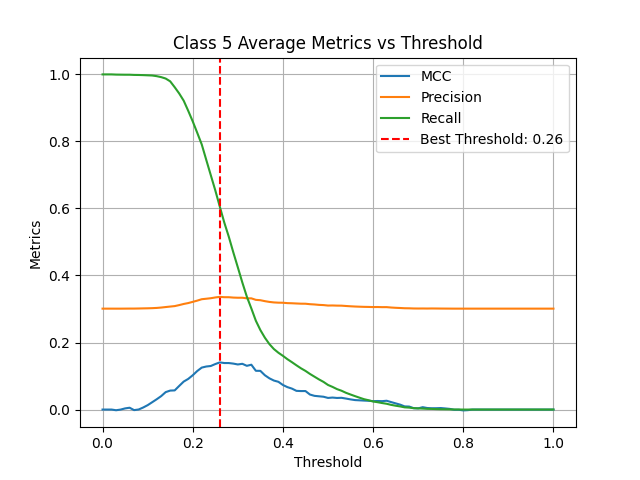 Class 5 Average Metrics vs Threshold
MCC
Precision
Recall
Best Threshold: 0.26
Metrics
1.0
0.8
0.6
0.4
0.2
0.0
0.0 0.2 0.4 0.6 0.8 1.0
Threshold